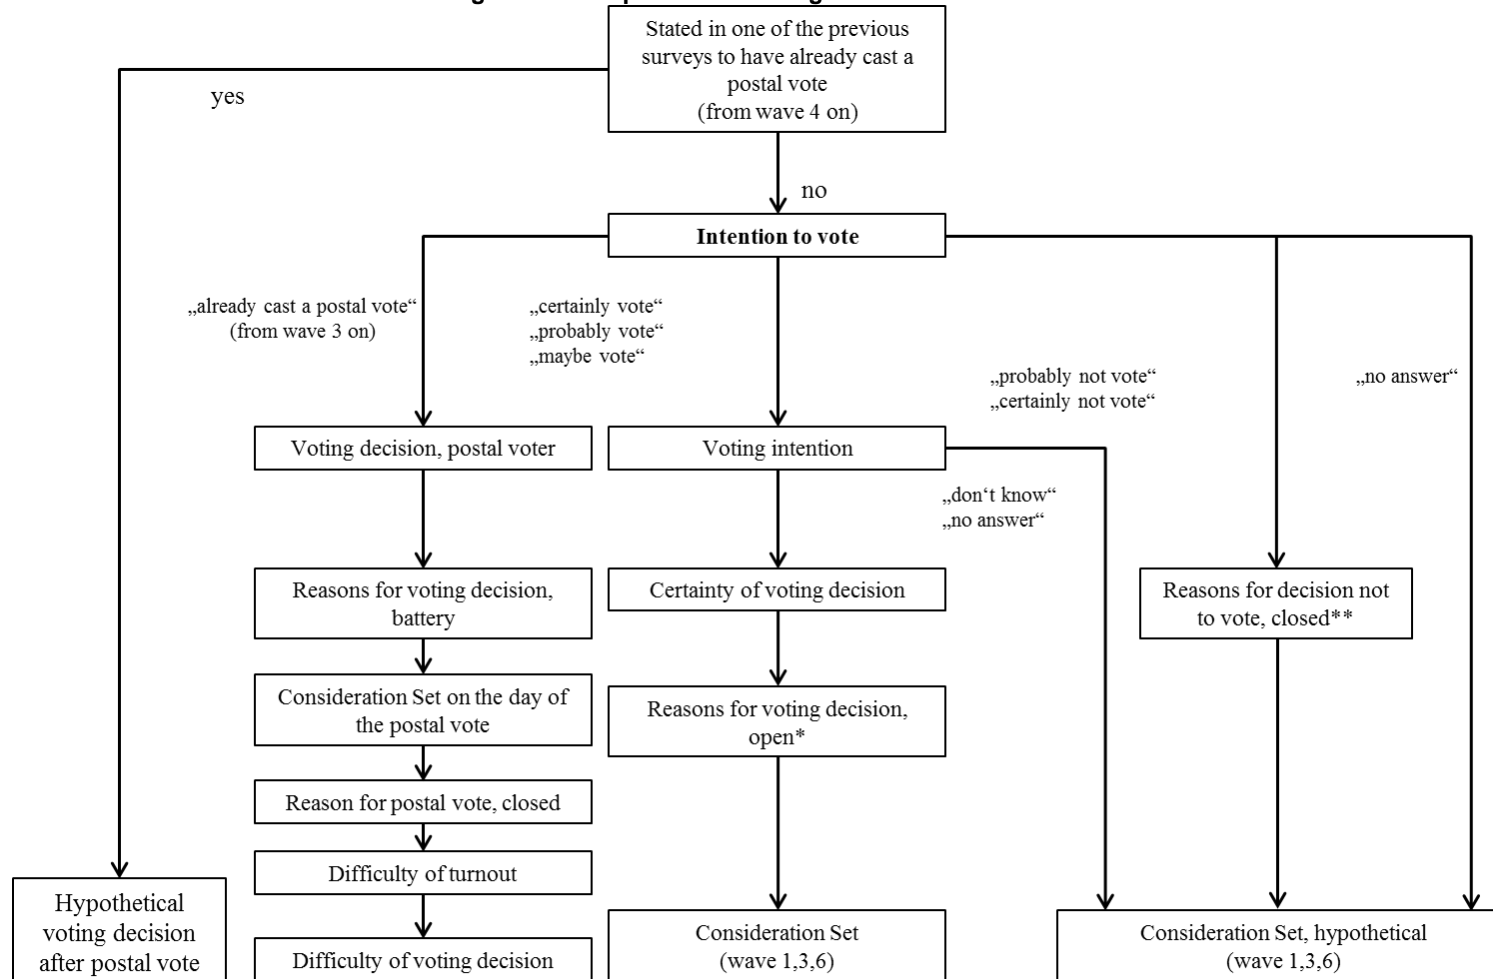 Stated in one of the previous
surveys to have already cast a
postal vote
(from wave 4 on)
yes
no
Intention to vote
„already cast a postal vote“
(from wave 3 on)
„certainly vote“
„probably vote“
„maybe vote“
„probably not vote“
„certainly not vote“
„no answer“
Voting decision, postal voter
Voting intention
„don‘t know“
„no answer“
Reasons for voting decision,
battery
Certainty of voting decision
Reasons for decision not
to vote, closed**
Consideration Set on the day of
the postal vote
Reasons for voting decision,
open*
Reason for postal vote, closed
Difficulty of turnout
Hypothetical
voting decision
after postal vote
Difficulty of voting decision
Consideration Set
(wave 1,3,6)
Consideration Set, hypothetical
(wave 1,3,6)